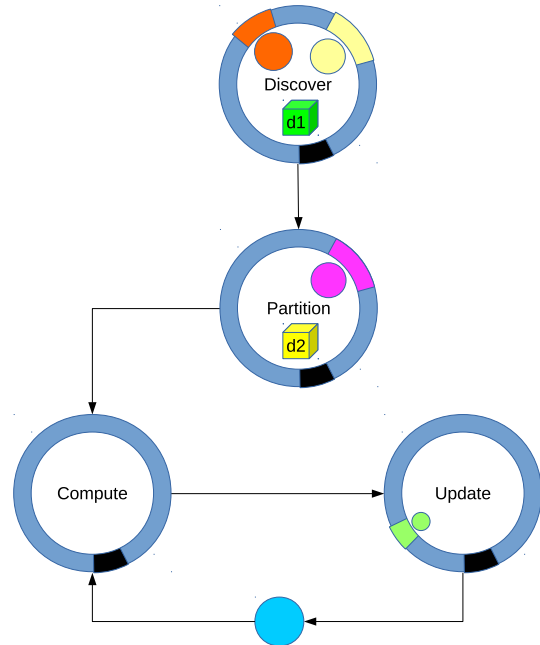 Discover
d1
Partition
d2
Compute
Update